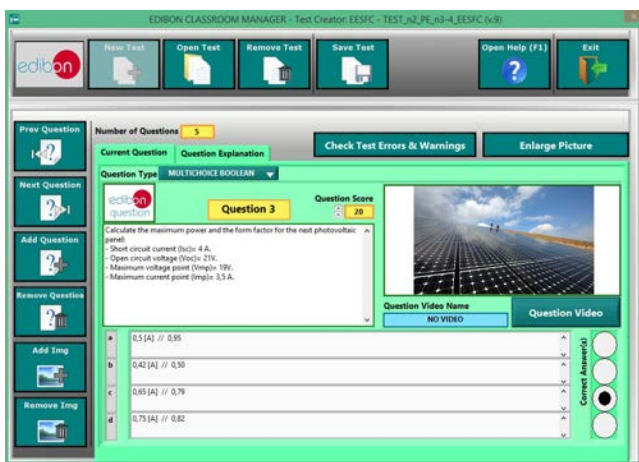 EDIBON CLASSROOM MANAGER - Test Creator: EESFC - TEST_n2_PE_n3-4_EESFC (v.9)
edibon
New Test
Open Test
Remove Test
Save Test
Open Help (F1)
Exit
Prev Question
Number of Questions 5
Check Test Errors & Warnings
Enlarge Picture
Current Question
Question Explanation
Question Type MULTICHOICE BOOLEAN
Next Question
edibon
question
Question 3
Question Score
20
Calculate the maximum power and the form factor for the next photovoltaic
panel:
- Short circuit current (Isc)= 4 A.
- Open circuit voltage (Voc)= 21V.
- Maximum voltage point (Vmp)= 19V.
- Maximum current point (Imp)= 3,5 A.
Add Question
Remove Question
Question Video Name
NO VIDEO
Question Video
Add Img
a 0,5 [A] // 0,95
b 0,42 [A] // 0,50
c 0,65 [A] // 0,79
d 0,75 [A] // 0,82
Correct Answer(s)
Remove Img